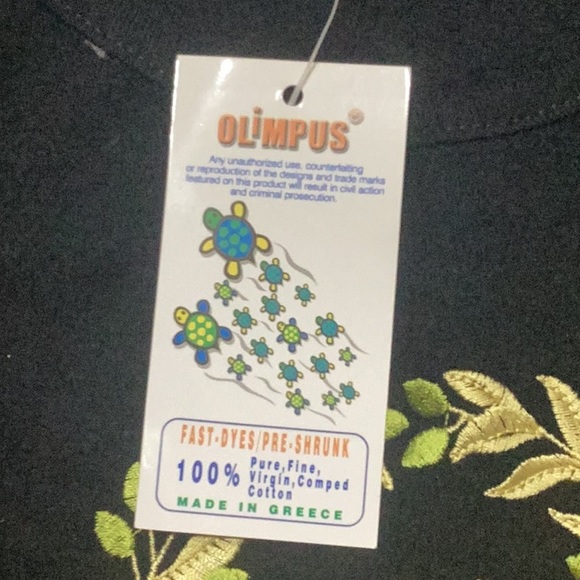 OLiMPUS®
Any unauthorized use, counterfeiting
or reproduction of the designs and trade marks
featured on this product will result in civil action
and criminal prosecution.
FAST-DYES/PRE-SHRUNK
100% Pure,Fine,
Virgin,Comped
Cotton
MADE IN GREECE